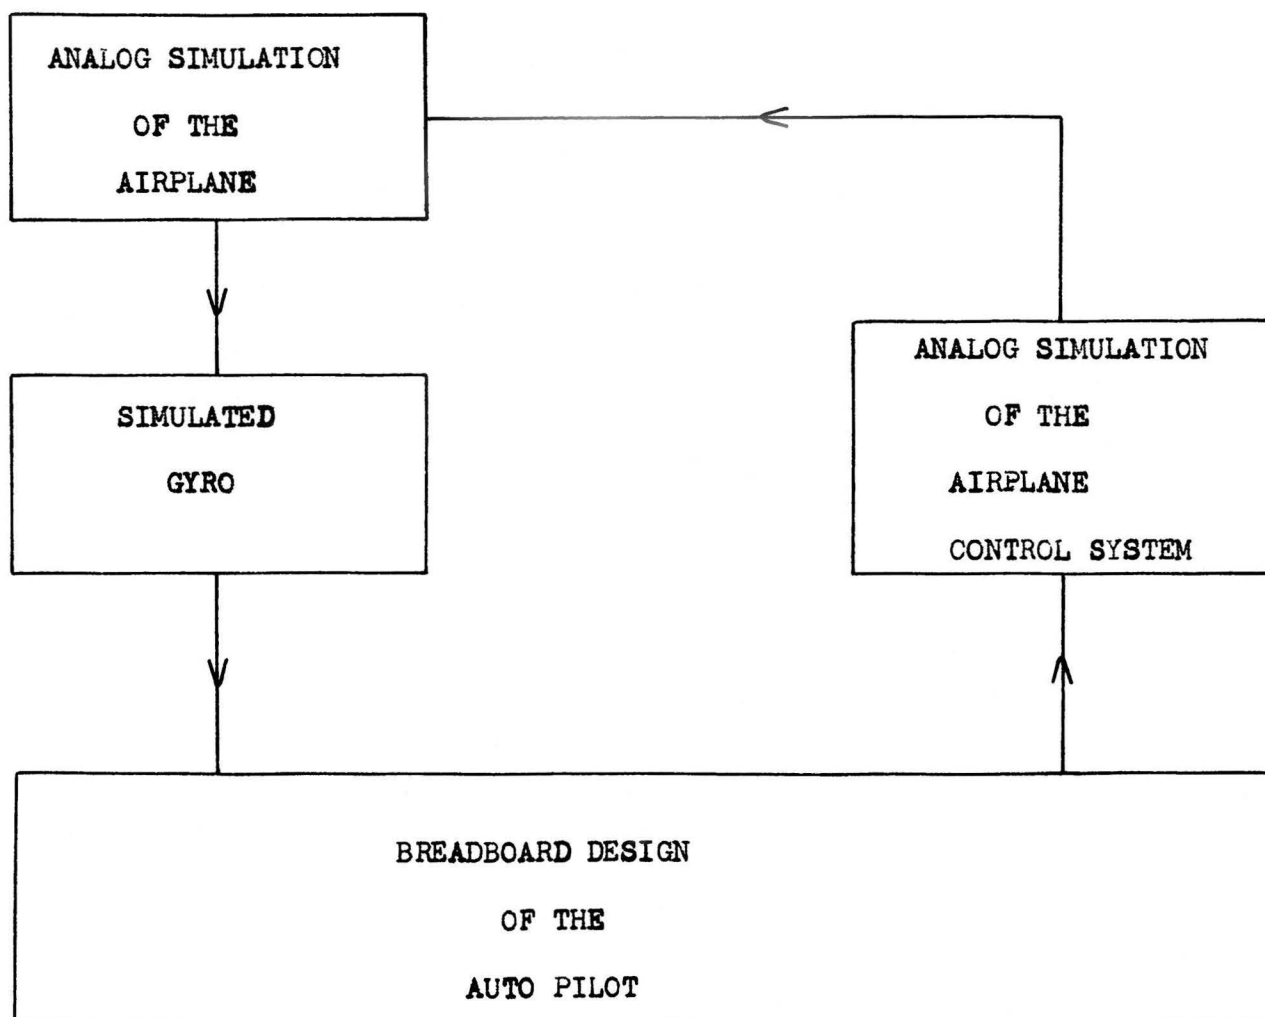 ANALOG SIMULATION
OF THE
AIRPLANE
SIMULATED
GYRO
ANALOG SIMULATION
OF THE
AIRPLANE
CONTROL SYSTEM
BREADBOARD DESIGN
OF THE
AUTO PILOT